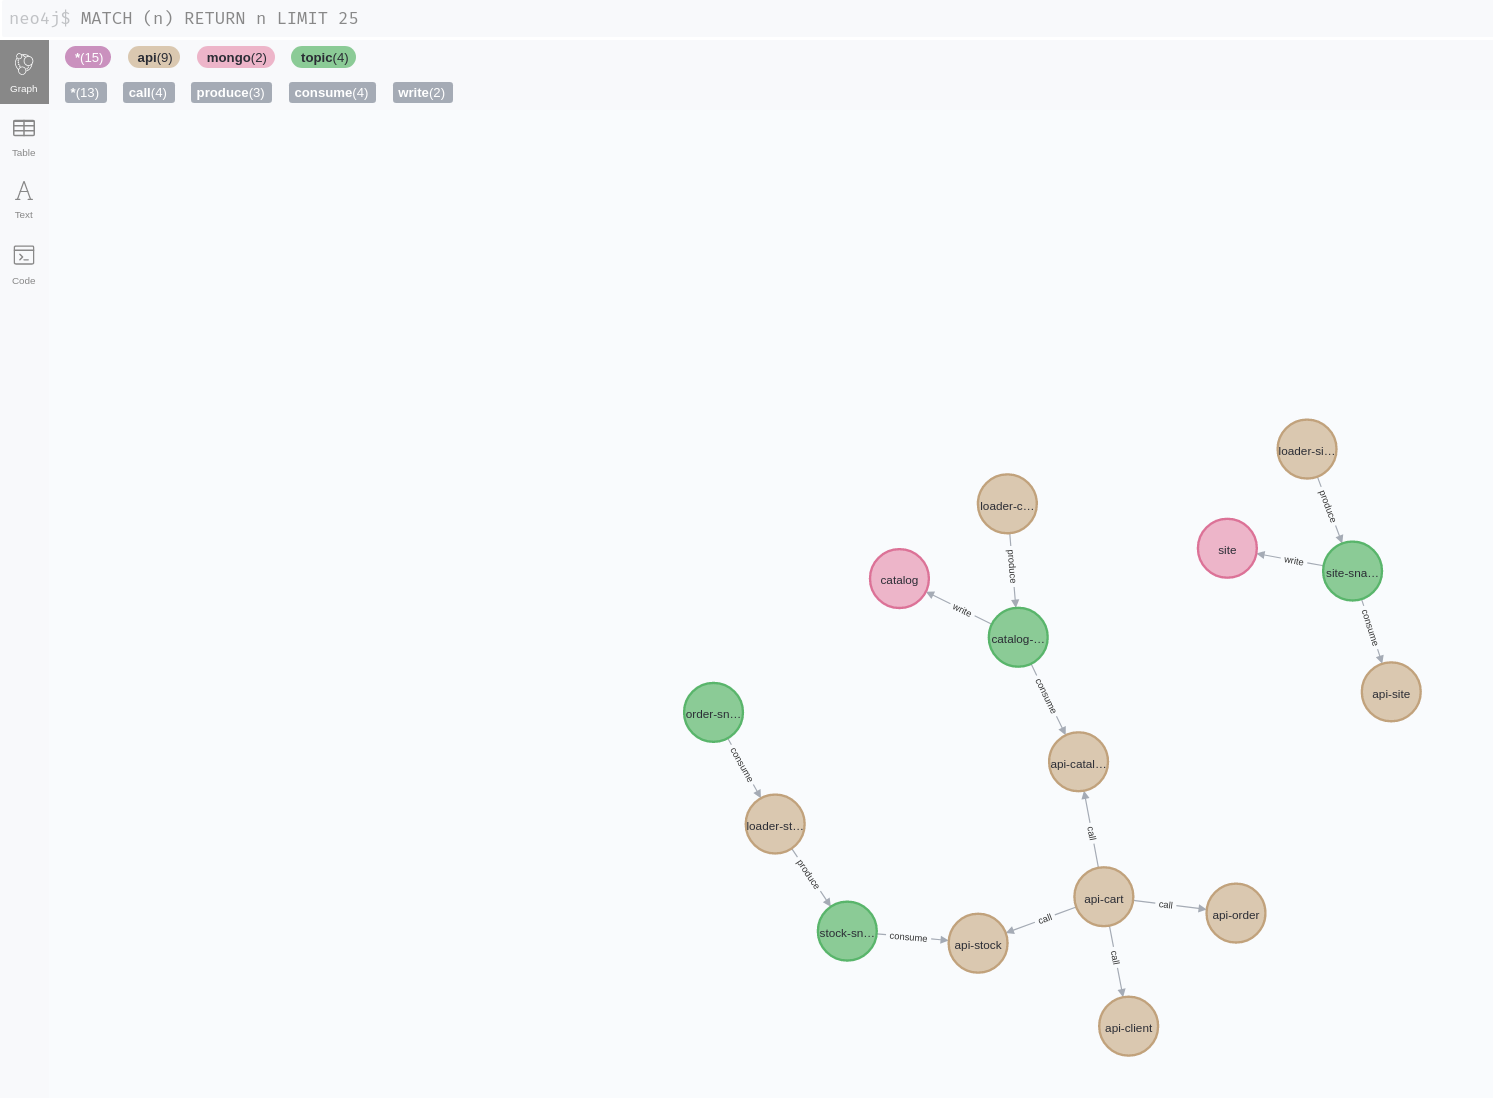 neo4j$ MATCH (n) RETURN n LIMIT 25
*(15) api(9) mongo(2) topic(4)
*(13) call(4) produce(3) consume(4) write(2)
Graph
Table
Text
Code
loader-si…
produce
loader-c…
site
write
site-sna…
produce
catalog
write
consume
catalog-…
consume
api-site
order-sn…
consume
api-catal…
loader-st…
call
produce
api-cart
call
api-order
call
stock-sn…
consume
api-stock
call
api-client